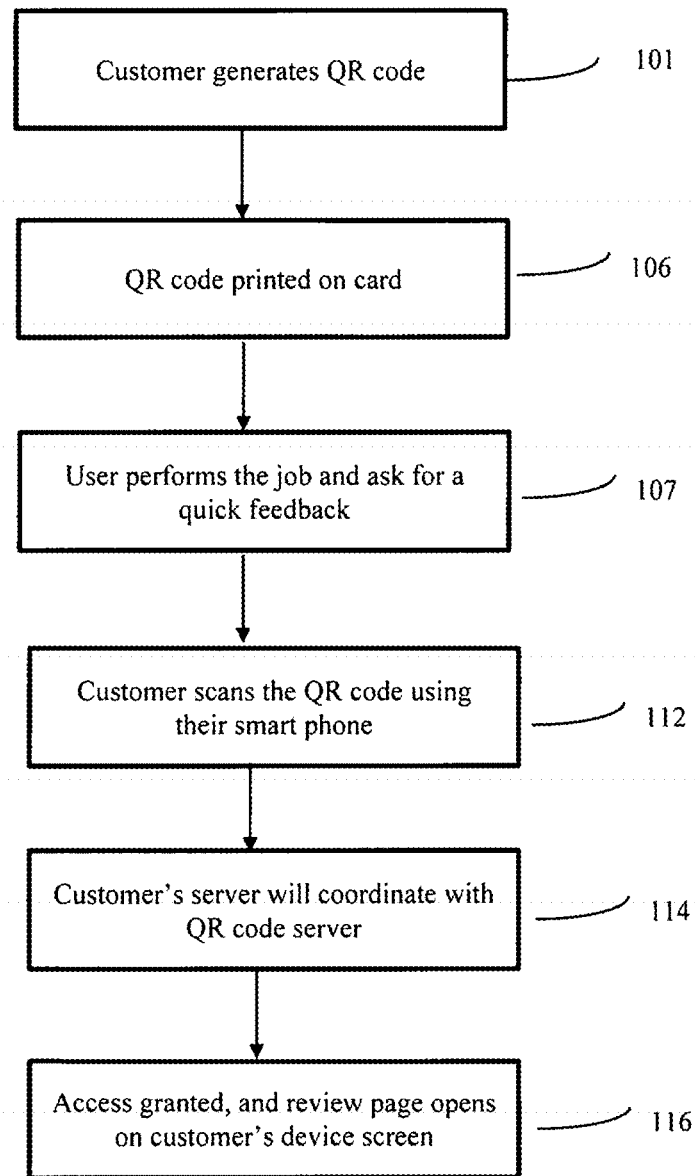 Customer generates QR code
101
QR code printed on card
106
User performs the job and ask for a
quick feedback
107
Customer scans the QR code using
their smart phone
112
Customer's server will coordinate with
QR code server
114
Access granted, and review page opens
on customer's device screen
116